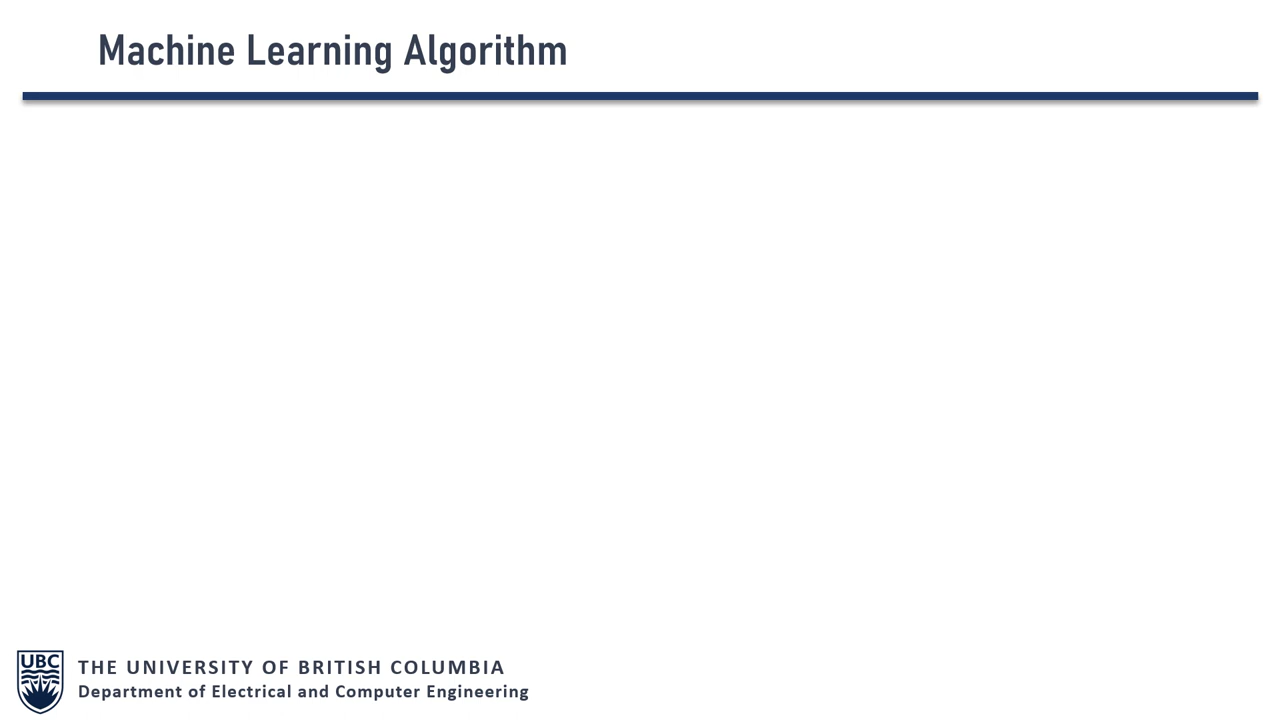 Machine Learning Algorithm
UBC
THE UNIVERSITY OF BRITISH COLUMBIA
Department of Electrical and Computer Engineering